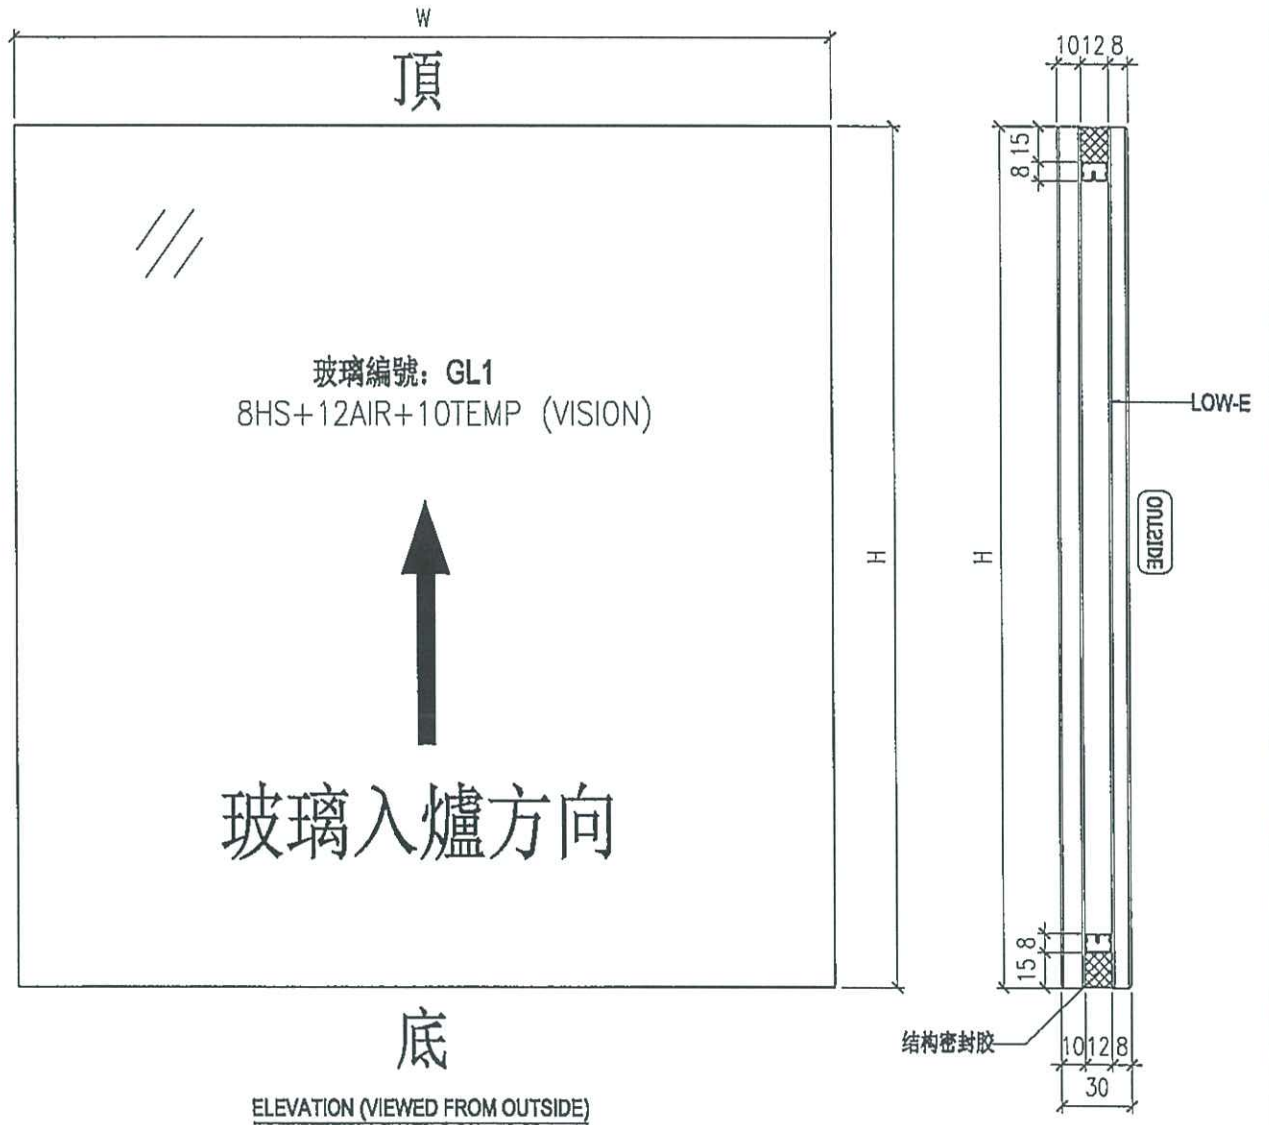 W
頂
玻璃編號：GL1
8HS+12AIR+10TEMP (VISION)
玻璃入爐方向
底
ELEVATION (VIEWED FROM OUTSIDE)
H
10 12 8
15
8
H
LOW-E
OUTSIDE
8
15
结构密封胶
10 12 8
30